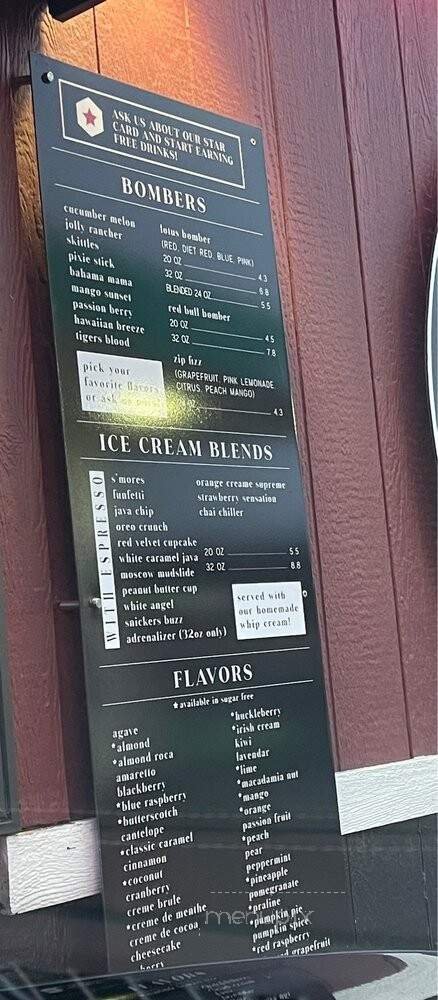 ASK US ABOUT OUR STAR
CARD AND START EARNING
FREE DRINKS!
BOMBERS
cucumber melon
jolly rancher
skittles
pixie stick
bahama mama
mango sunset
passion berry
hawaiian breeze
tigers blood
pick your
favorite flavors
or ask
lotus bomber
(RED, DIET RED, BLUE, PINK)
20 OZ 4.3
32 OZ 6.8
BLENDED 24 OZ 5.5
red bull bomber
20 OZ 4.5
32 OZ 7.8
zip fizz
(GRAPEFRUIT, PINK LEMONADE,
CITRUS, PEACH MANGO)
OZ 4.3
ICE CREAM BLENDS
WITH ESPRESSO
s'mores
funfetti
java chip
oreo crunch
red velvet cupcake
white caramel java
moscow mudslide
peanut butter cup
white angel
snickers buzz
adrenalizer (32oz only)
orange creame supreme
strawberry sensation
chai chiller
20 OZ 5.5
32 OZ 8.8
served with
our homemade
whip cream!
FLAVORS
*available in sugar free
agave
*almond
*almond roca
amaretto
blackberry
*blue raspberry
*butterscotch
cantelope
*classic caramel
cinnamon
*coconut
cranberry
creme brule
*creme de menthe
creme de cocoa
cheesecake
*huckleberry
*irish cream
kiwi
lavendar
*lime
*macadamia nut
*mango
*orange
passion fruit
*peach
pear
peppermint
*pineapple
pomegranate
*praline
*pumpkin pie
pumpkin spice
*red raspberry
grapefruit
menupix